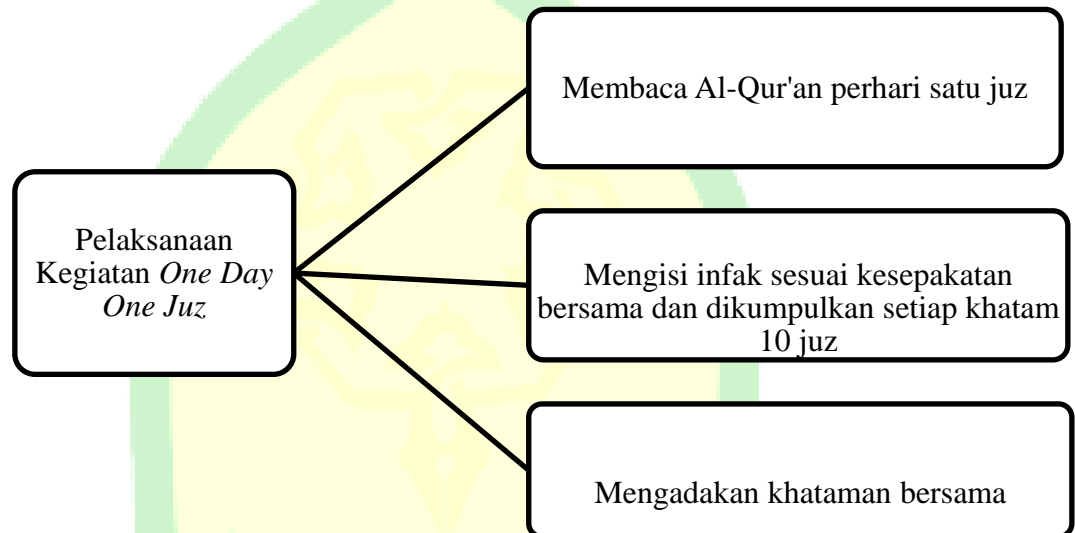 Membaca Al-Qur'an perhari satu juz
Pelaksanaan
Kegiatan One Day
One Juz
Mengisi infak sesuai kesepakatan
bersama dan dikumpulkan setiap khatam
10 juz
Mengadakan khataman bersama